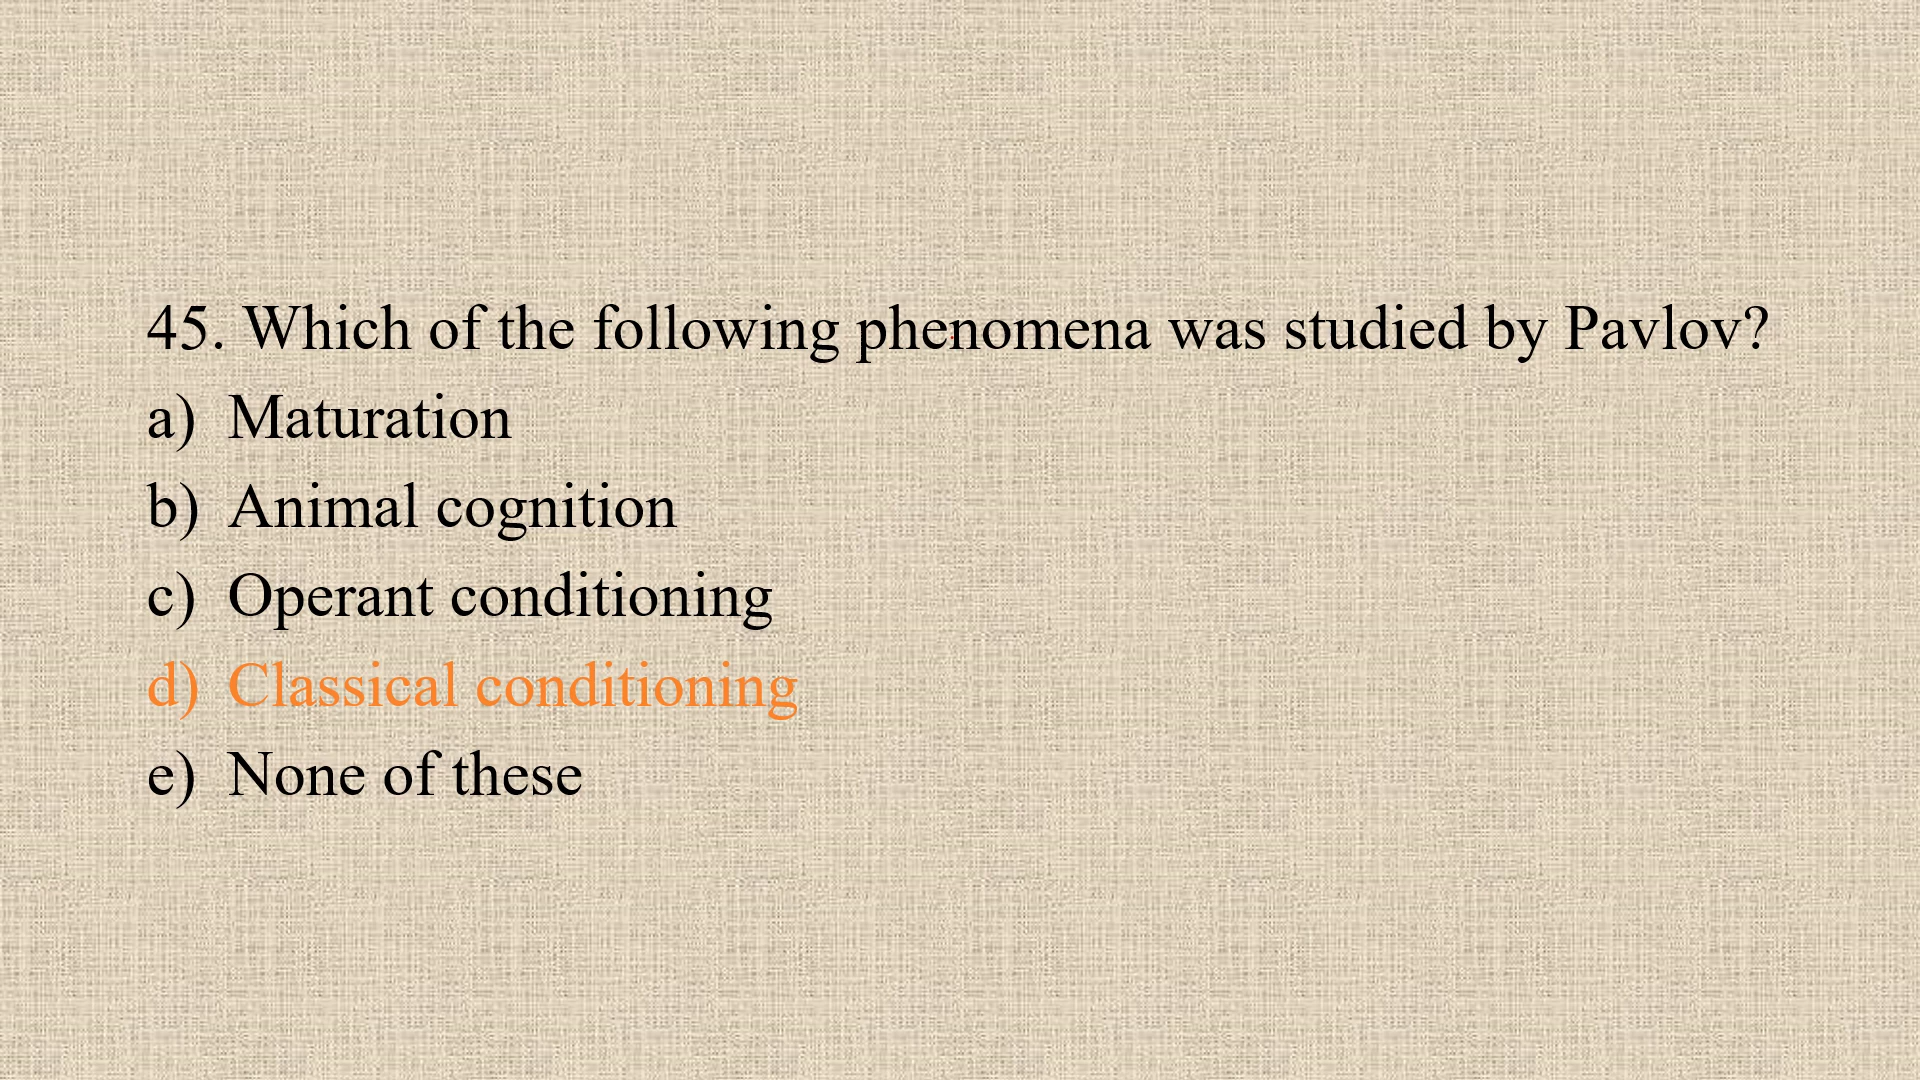 45. Which of the following phenomena was studied by Pavlov?
a) Maturation
b) Animal cognition
c) Operant conditioning
d) Classical conditioning
e) None of these